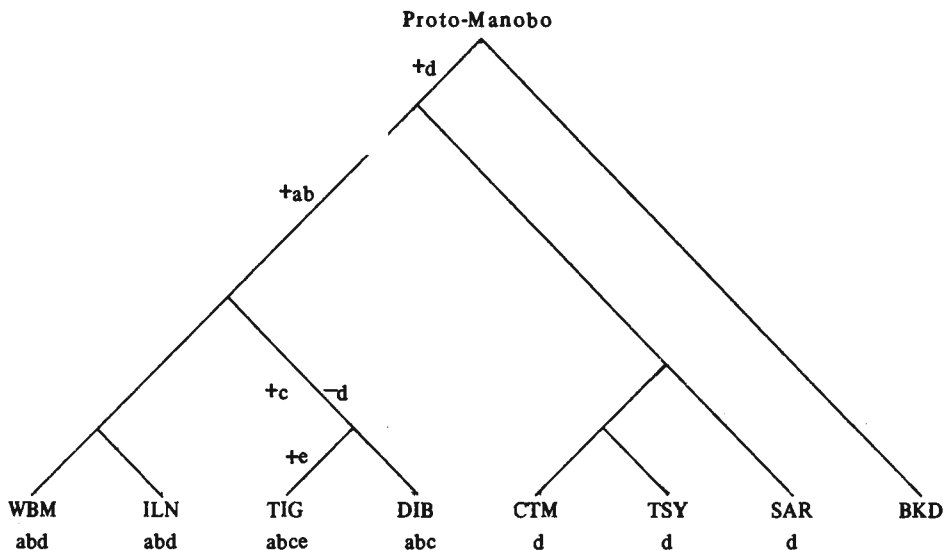 Proto-Manobo
+d
+ab
+c −d
+e
WBM ILN TIG DIB CTM TSY SAR BKD
abd abd abce abc d d d